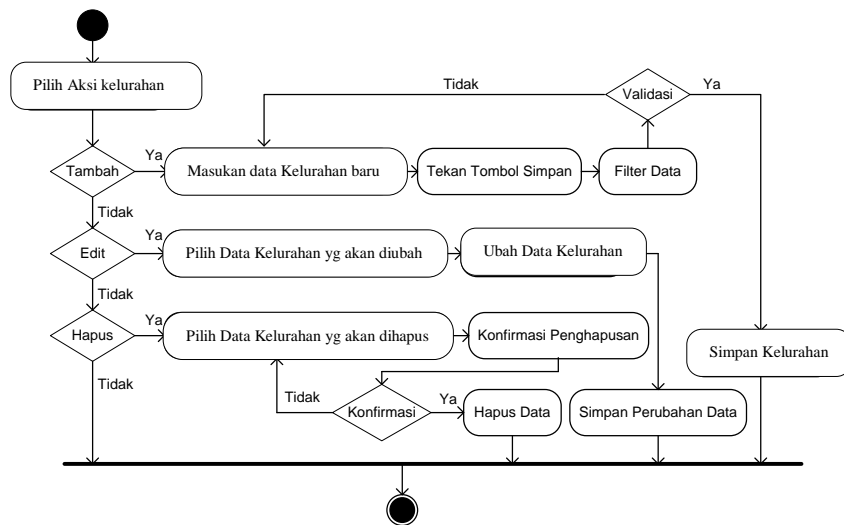 Pilih Aksi kelurahan
Tidak
Validasi
Ya
Tambah
Ya
Masukan data Kelurahan baru
Tekan Tombol Simpan
Filter Data
Tidak
Edit
Ya
Pilih Data Kelurahan yg akan diubah
Ubah Data Kelurahan
Tidak
Hapus
Ya
Pilih Data Kelurahan yg akan dihapus
Konfirmasi Penghapusan
Simpan Kelurahan
Tidak
Tidak
Konfirmasi
Ya
Hapus Data
Simpan Perubahan Data